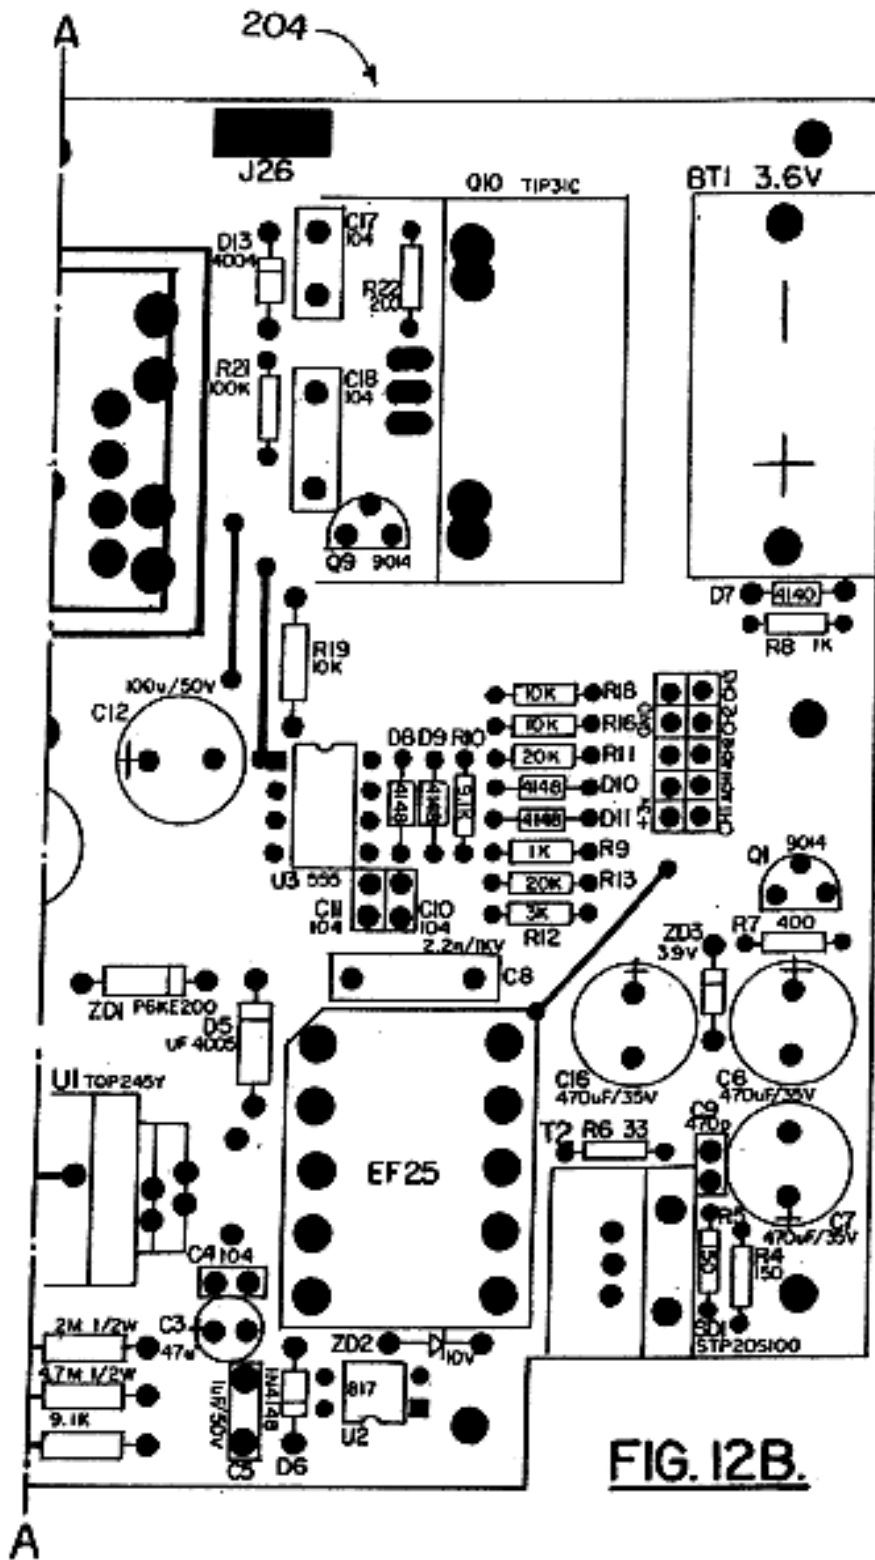 A
204
J26
Q10 TIP31C
BT1 3.6V
C17
104
D13
4004
R22
200
R21
100K
C18
104
Q9 9014
D7 4140
R8 1K
R19
10K
100u/50V
C12
10K R18
10K R16
20K R11
4148 D10
4148 D11
1K R9
20K R13
3K
R12
D8 D9 R10
4148 4148 9.1K
GND
CH2
U3 555
C11
104
C10
104
Q1 9014
R7 400
ZD3
3.9V
2.2n/1KV
C8
ZD1 P6KE200
D5
UF 4005
U1 TOP245Y
C16
470uF/35V
470uF/35V
C9
470p
T2 R6 33
EF25
R5
150
C7
470uF/35V
R4
150
SD1
STP20S100
C4 104
C3
47u
2M 1/2W
4.7M 1/2W
9.1K
1uF/50V
C5
1N4148
D6
ZD2 10V
817
U2
FIG. 12B.
A